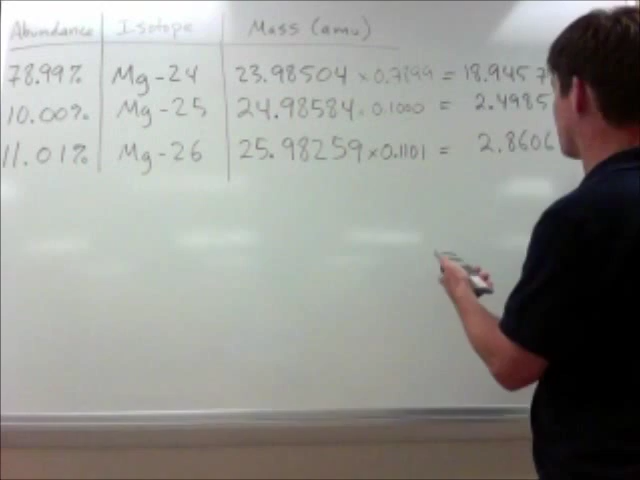 Abundance Isotope Mass (amu)
78.99% Mg-24 23.98504 × 0.7899 = 18.9457
10.00% Mg-25 24.98584 × 0.1000 = 2.4985
11.01% Mg-26 25.98259 × 0.1101 = 2.8606